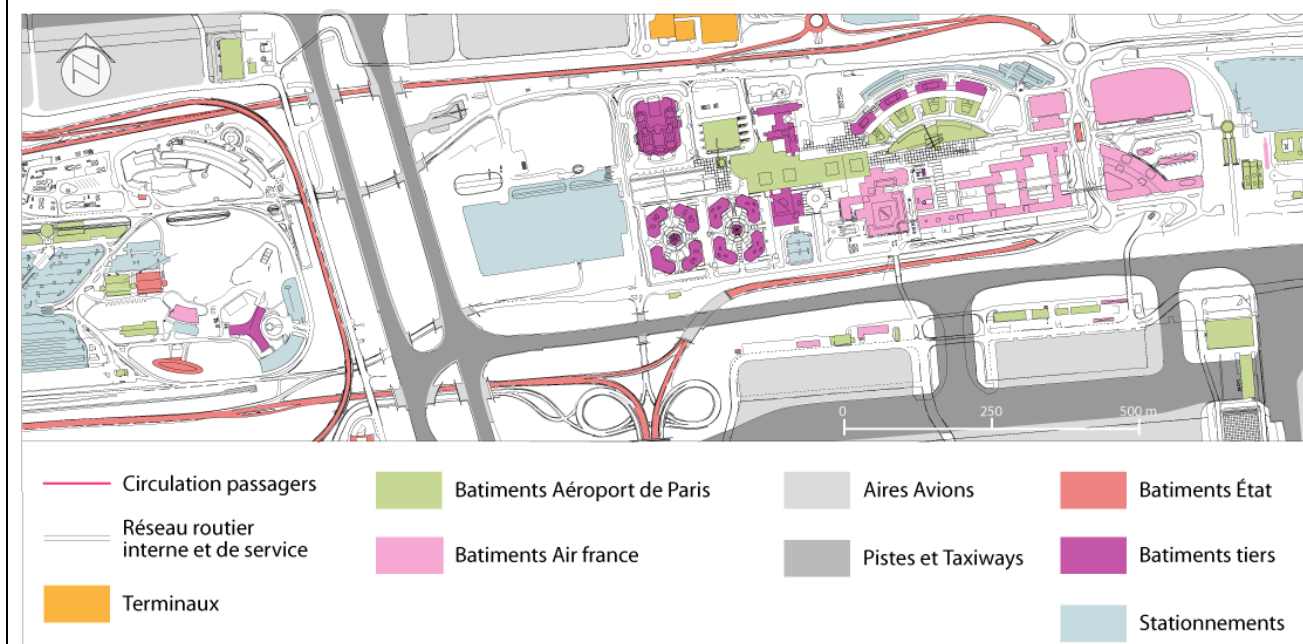 N
0 250 500 m
Circulation passagers
Batiments Aéroport de Paris
Aires Avions
Batiments État
Réseau routier
interne et de service
Batiments Air france
Pistes et Taxiways
Batiments tiers
Terminaux
Stationnements